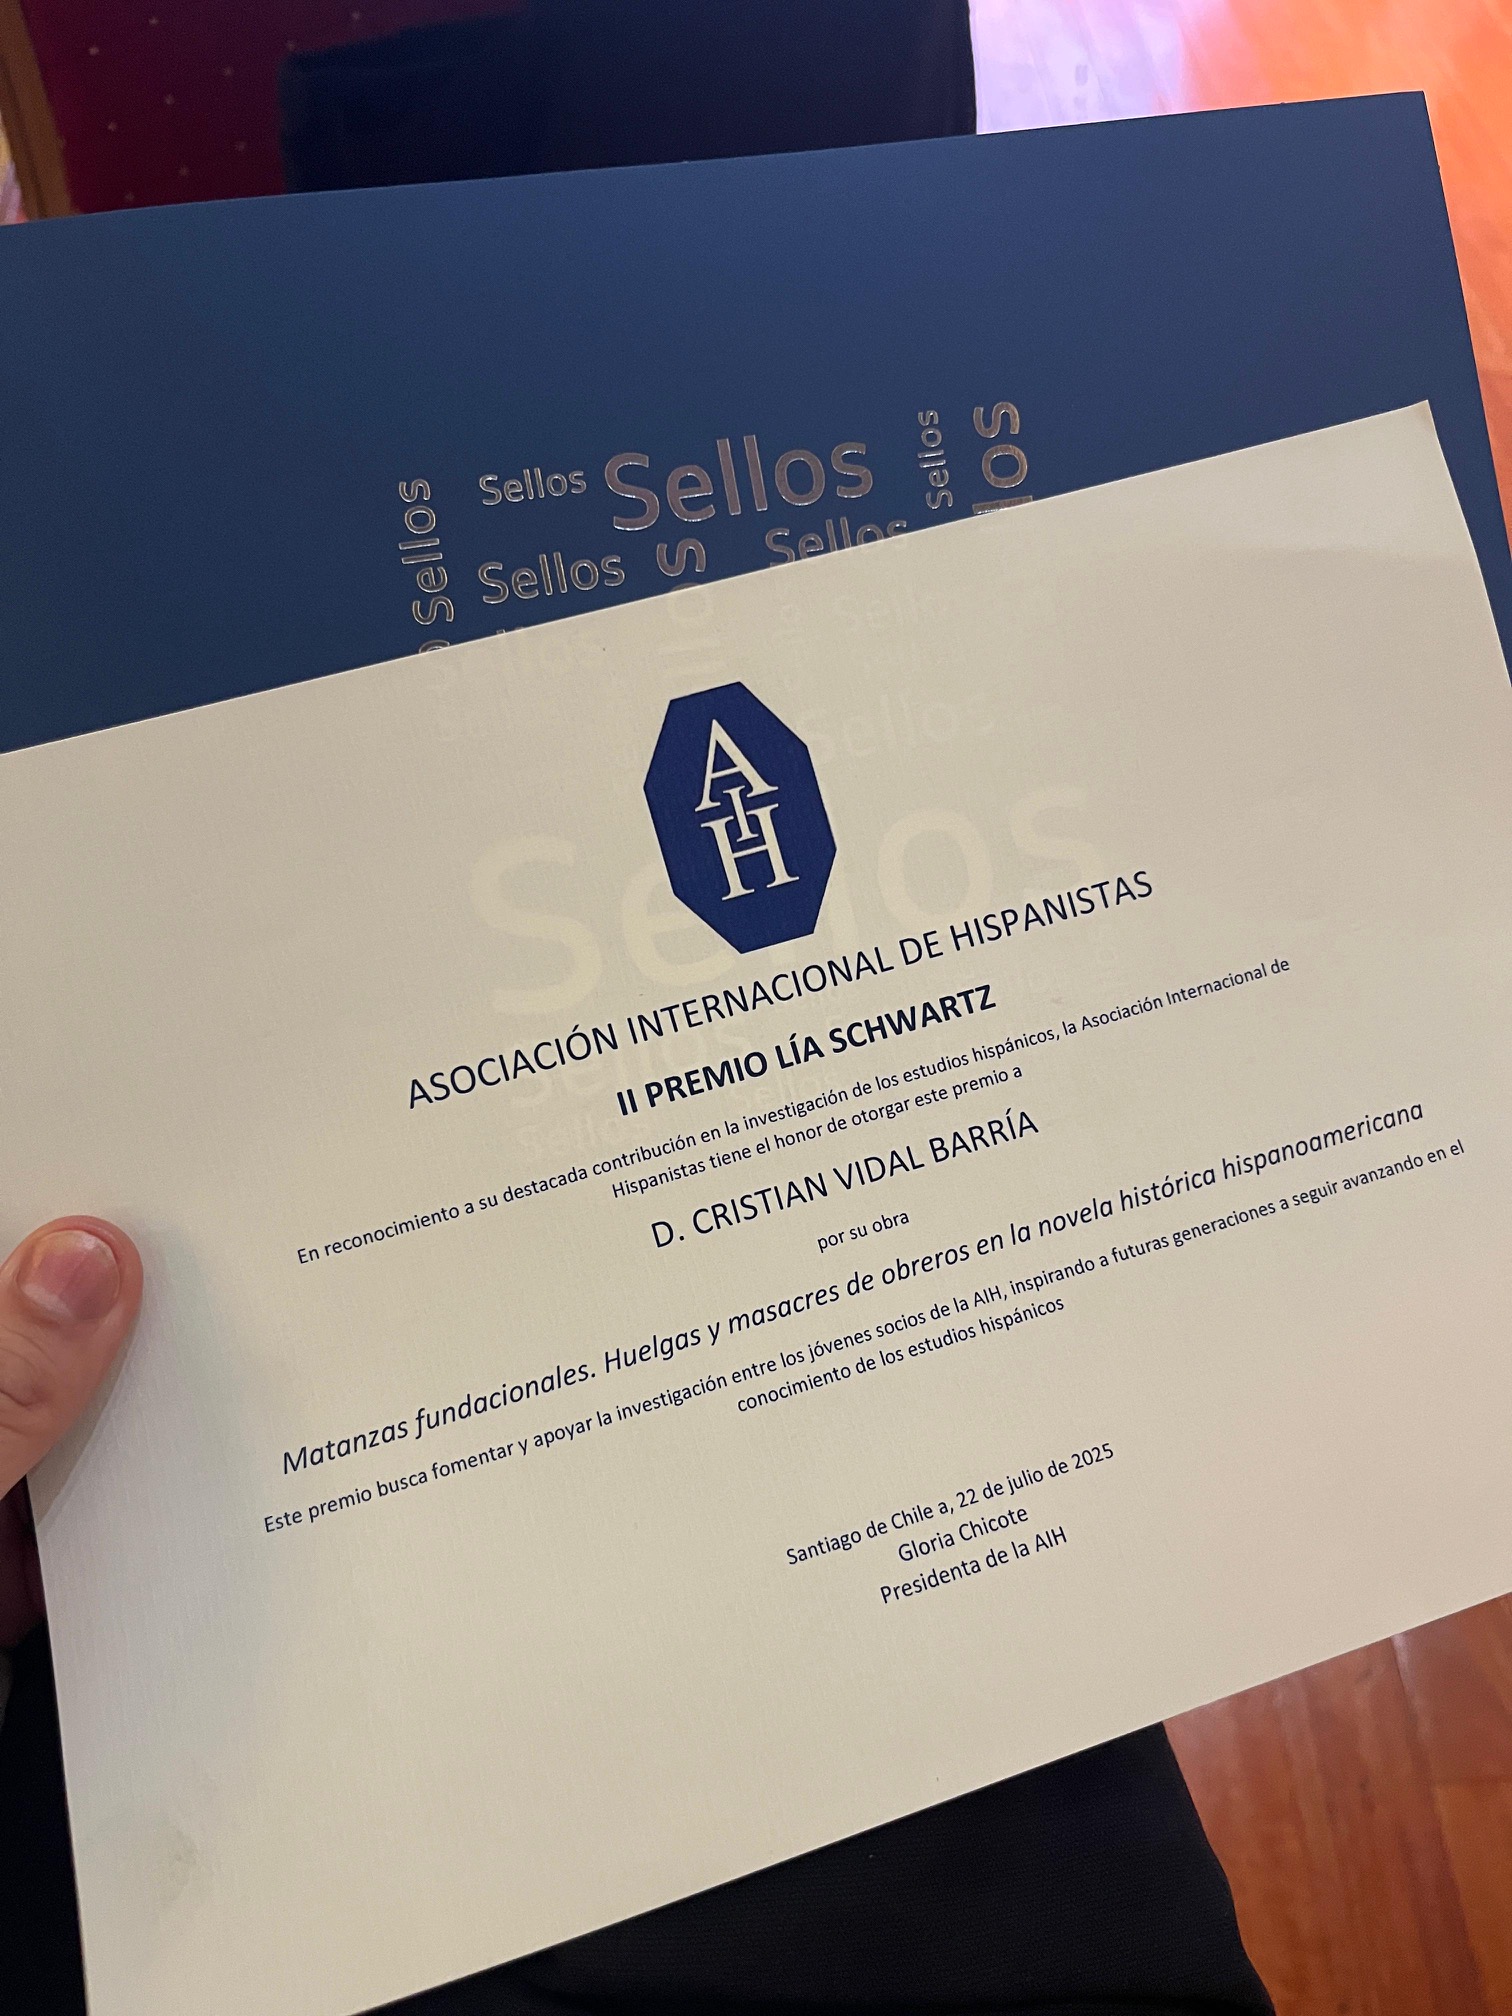 Sellos
Sellos
Sellos
Sellos
Sellos
Sellos
AIH
ASOCIACIÓN INTERNACIONAL DE HISPANISTAS
II PREMIO LÍA SCHWARTZ
En reconocimiento a su destacada contribución en la investigación de los estudios hispánicos, la Asociación Internacional de
Hispanistas tiene el honor de otorgar este premio a
D. CRISTIAN VIDAL BARRÍA
por su obra
Matanzas fundacionales. Huelgas y masacres de obreros en la novela histórica hispanoamericana
Este premio busca fomentar y apoyar la investigación entre los jóvenes socios de la AIH, inspirando a futuras generaciones a seguir avanzando en el
conocimiento de los estudios hispánicos
Santiago de Chile a, 22 de julio de 2025
Gloria Chicote
Presidenta de la AIH